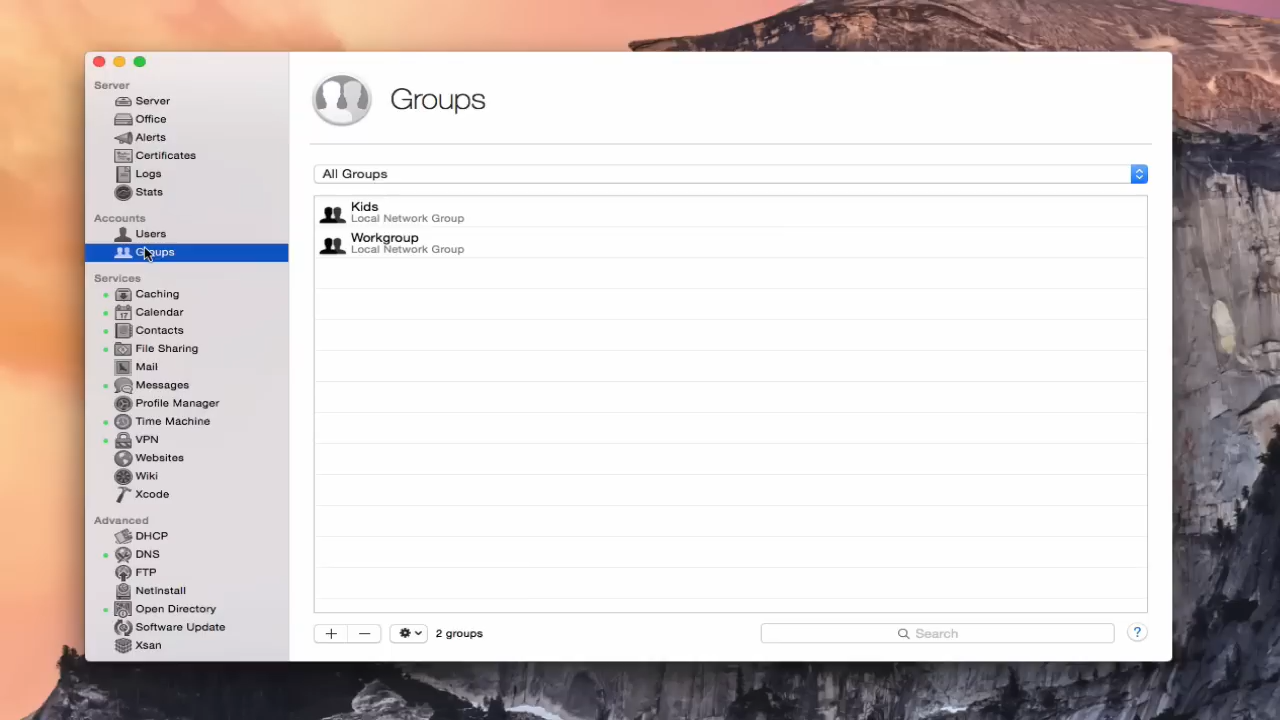 Server
Server
Office
Alerts
Certificates
Logs
Stats
Accounts
Users
Groups
Services
Caching
17
Calendar
Contacts
File Sharing
Mail
Messages
Profile Manager
Time Machine
VPN
Websites
Wiki
Xcode
Advanced
DHCP
DNS
FTP
NetInstall
Open Directory
Software Update
Xsan
Groups
All Groups
Kids
Local Network Group
Workgroup
Local Network Group
2 groups
Search
?